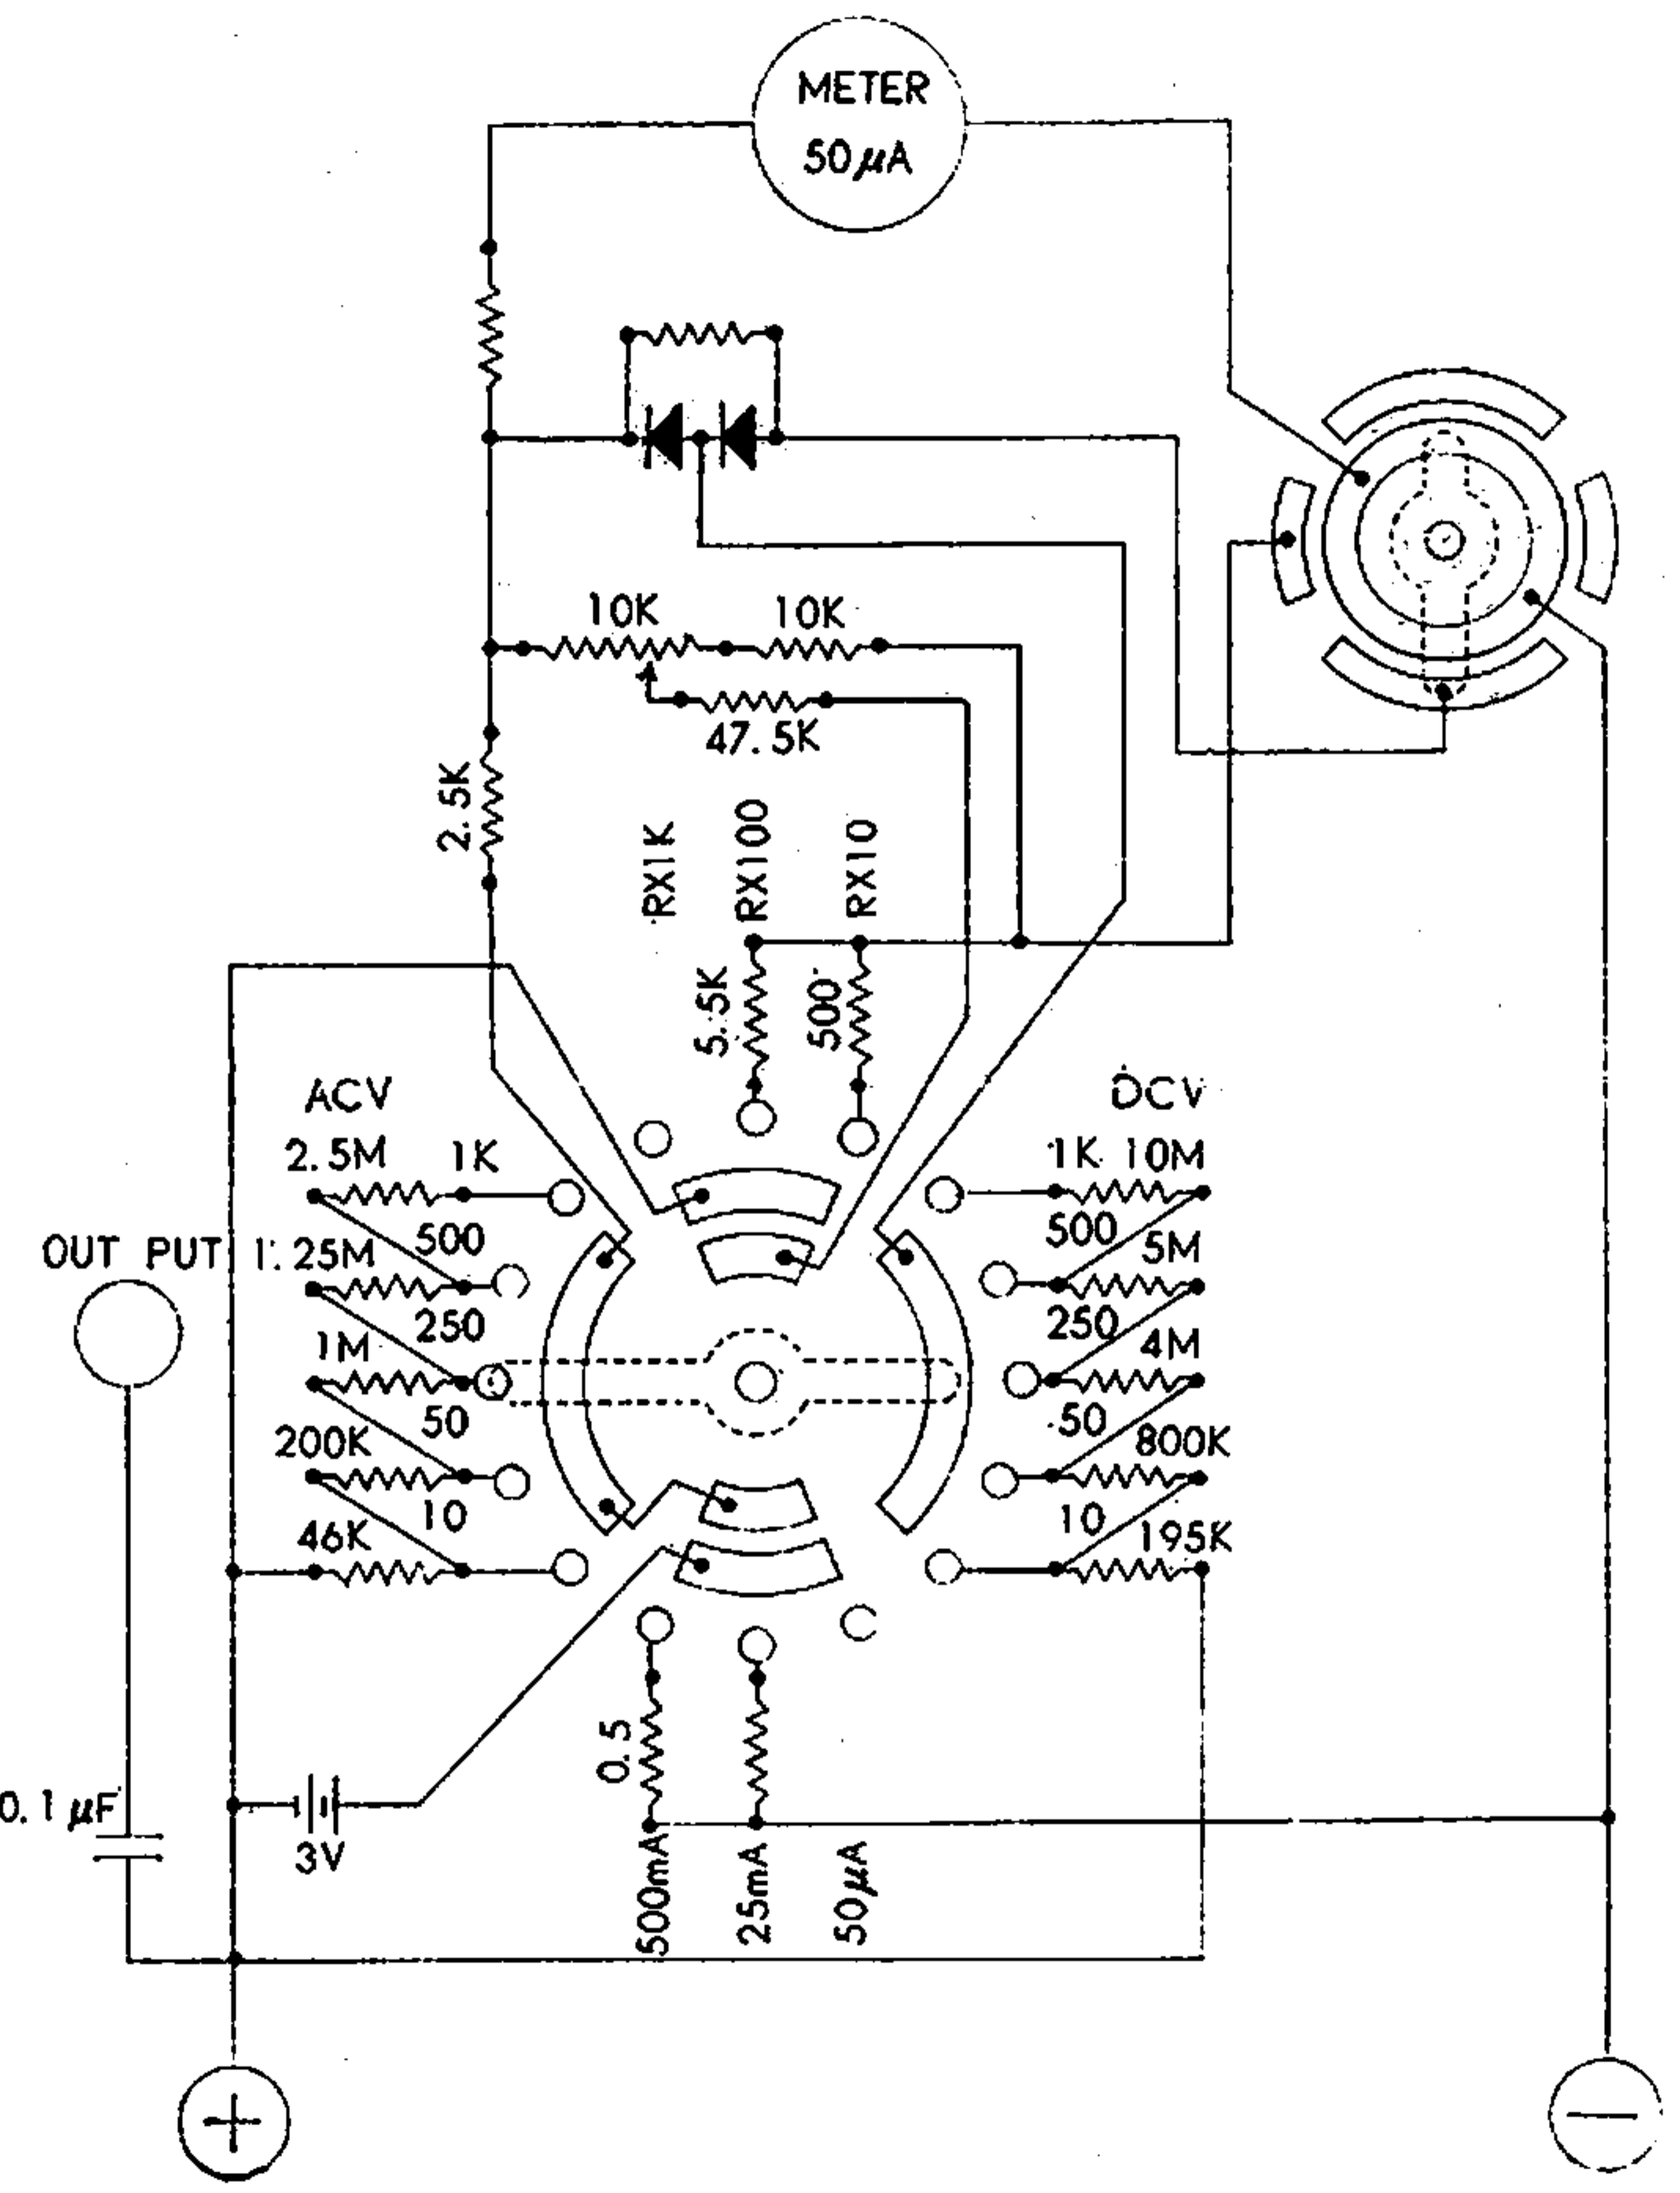 METER
50μA
10K 10K
47.5K
2.5K
RX1K
RX100
RX10
5.5K
500
ACV
DCV
2.5M 1K
1K 10M
OUT PUT
1.25M 500
500 5M
1M 250
250 4M
200K 50
50 800K
46K 10
10 195K
0.5
0.1μF
3V
500mA
25mA
50μA
+
−